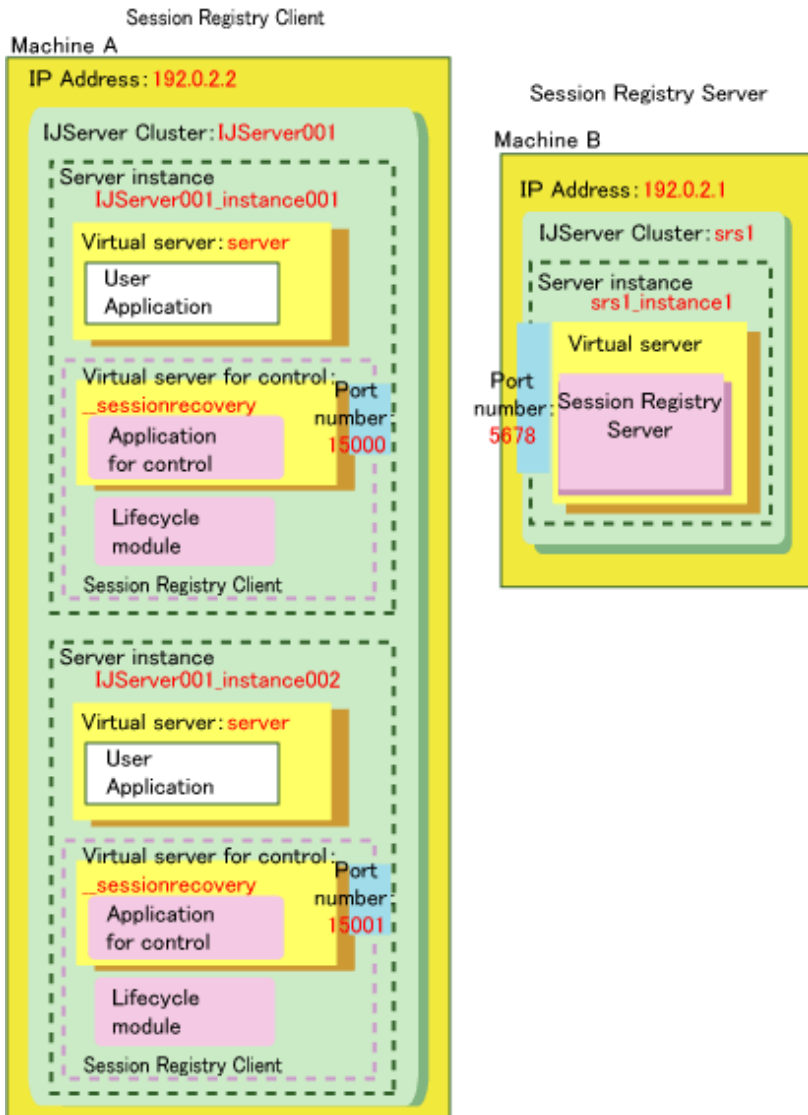 Session Registry Client
Machine A
IP Address: 192.0.2.2
IJServer Cluster: IJServer001
Server instance
IJServer001_instance001
Virtual server: server
User
Application
Virtual server for control:
__sessionrecovery
Port
number:
15000
Application
for control
Lifecycle
module
Session Registry Client
Server instance
IJServer001_instance002
Virtual server: server
User
Application
Virtual server for control:
__sessionrecovery
Port
number:
15001
Application
for control
Lifecycle
module
Session Registry Client
Session Registry Server
Machine B
IP Address: 192.0.2.1
IJServer Cluster: srs1
Server instance
srs1_instance1
Virtual server
Port
number:
5678
Session Registry
Server